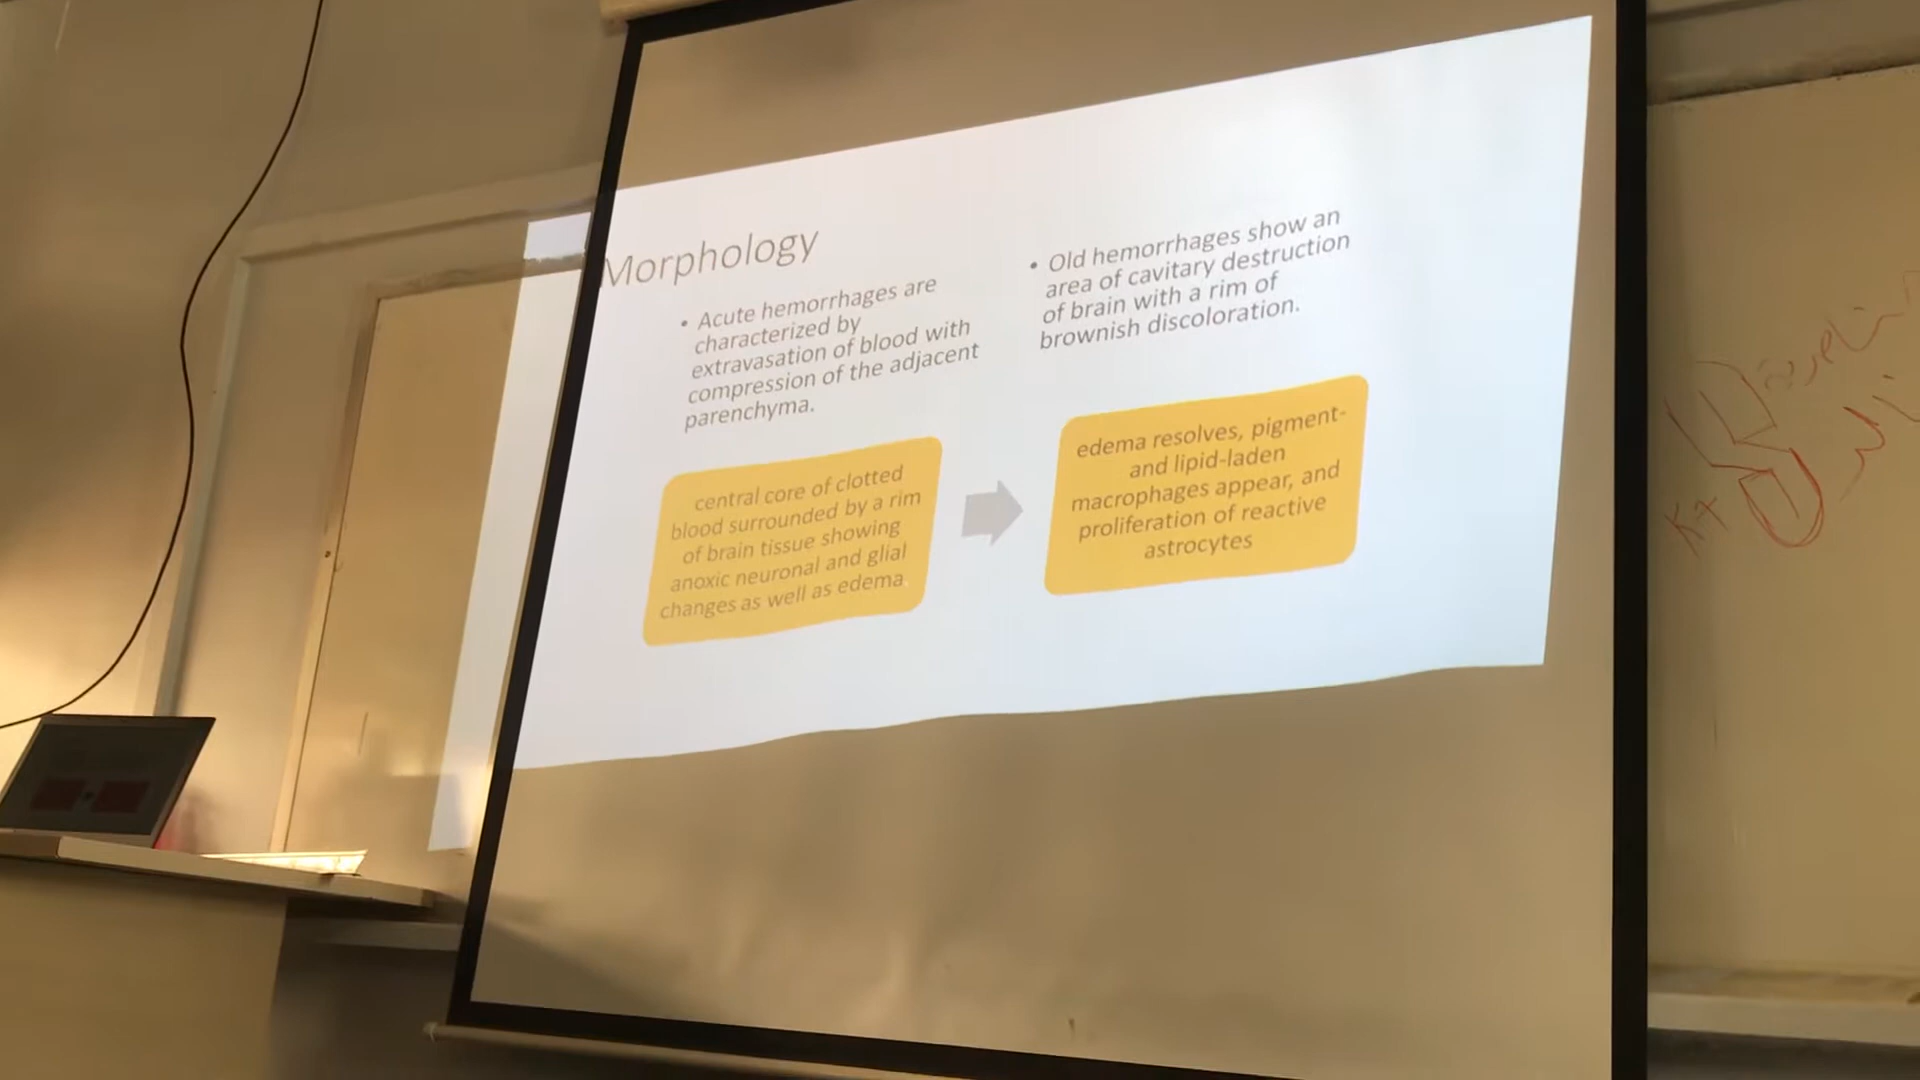 Morphology
• Acute hemorrhages are
characterized by
extravasation of blood with
compression of the adjacent
parenchyma.
• Old hemorrhages show an
area of cavitary destruction
of brain with a rim of
brownish discoloration.
central core of clotted
blood surrounded by a rim
of brain tissue showing
anoxic neuronal and glial
changes as well as edema
edema resolves, pigment-
and lipid-laden
macrophages appear, and
proliferation of reactive
astrocytes